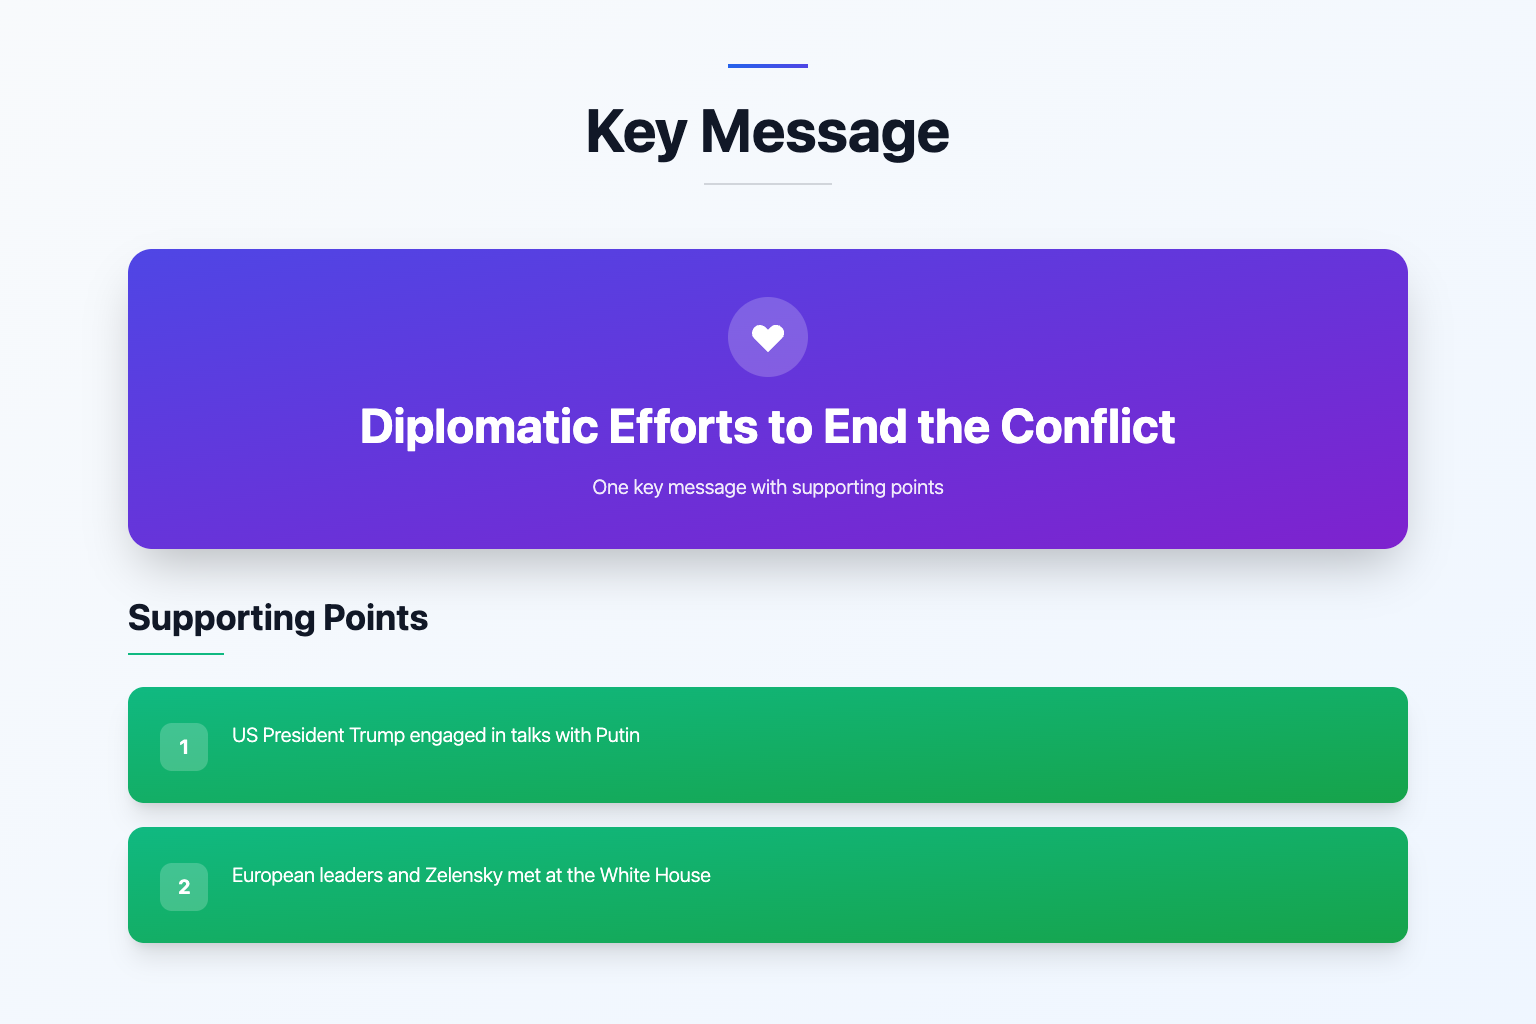 Key Message
Diplomatic Efforts to End the Conflict
One key message with supporting points
Supporting Points
1
US President Trump engaged in talks with Putin
2
European leaders and Zelensky met at the White House